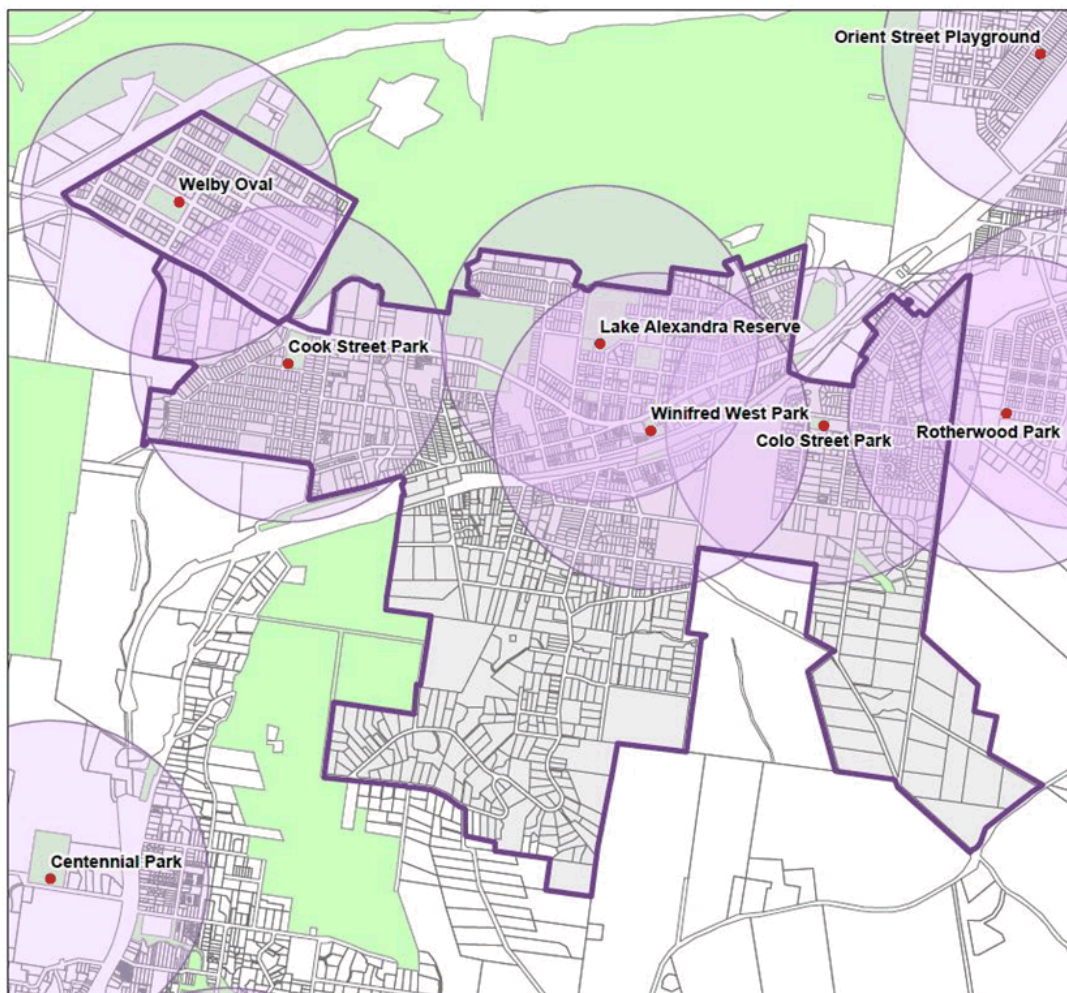 Orient Street Playground
Welby Oval
Lake Alexandra Reserve
Cook Street Park
Winifred West Park
Colo Street Park
Rotherwood Park
Centennial Park